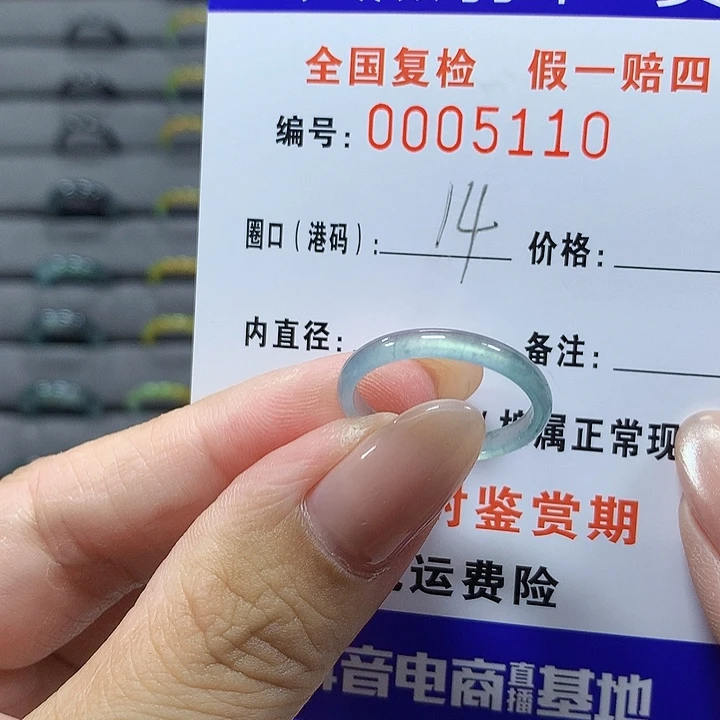 全国复检 假一赔四
编号: 0005110
圈口（港码）: 14 价格:
内直径: 备注:
属正常现
时鉴赏期
运费险
音电商直播基地